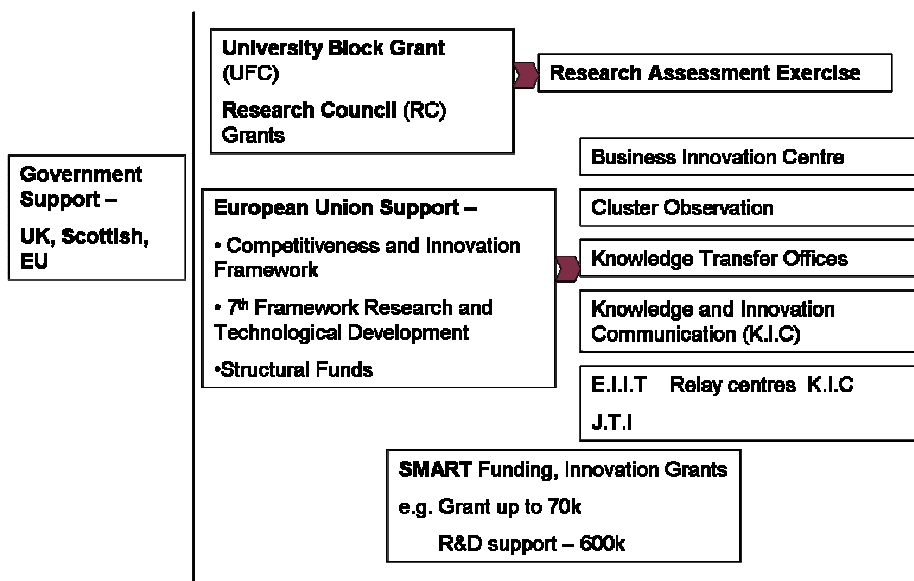 Government
Support –
UK, Scottish,
EU
University Block Grant
(UFC)
Research Council (RC)
Grants
Research Assessment Exercise
European Union Support –
• Competitiveness and Innovation
Framework
• 7th Framework Research and
Technological Development
•Structural Funds
Business Innovation Centre
Cluster Observation
Knowledge Transfer Offices
Knowledge and Innovation
Communication (K.I.C)
E.I.I.T Relay centres K.I.C
J.T.I
SMART Funding, Innovation Grants
e.g. Grant up to 70k
R&D support – 600k